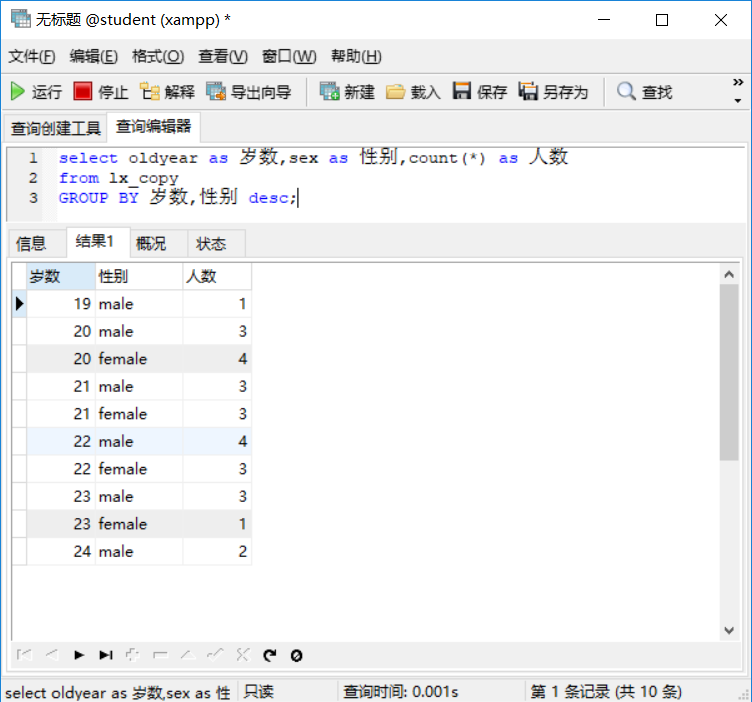 无标题 @student (xampp) *
文件(F) 编辑(E) 格式(O) 查看(V) 窗口(W) 帮助(H)
运行 停止 解释 导出向导 新建 载入 保存 另存为 查找
查询创建工具 查询编辑器
1 select oldyear as 岁数,sex as 性别,count(*) as 人数
2 from lx_copy
3 GROUP BY 岁数,性别 desc;
信息 结果1 概况 状态
岁数 性别 人数
19 male 1
20 male 3
20 female 4
21 male 3
21 female 3
22 male 4
22 female 3
23 male 3
23 female 1
24 male 2
select oldyear as 岁数,sex as 性 只读 查询时间: 0.001s 第 1 条记录 (共 10 条)